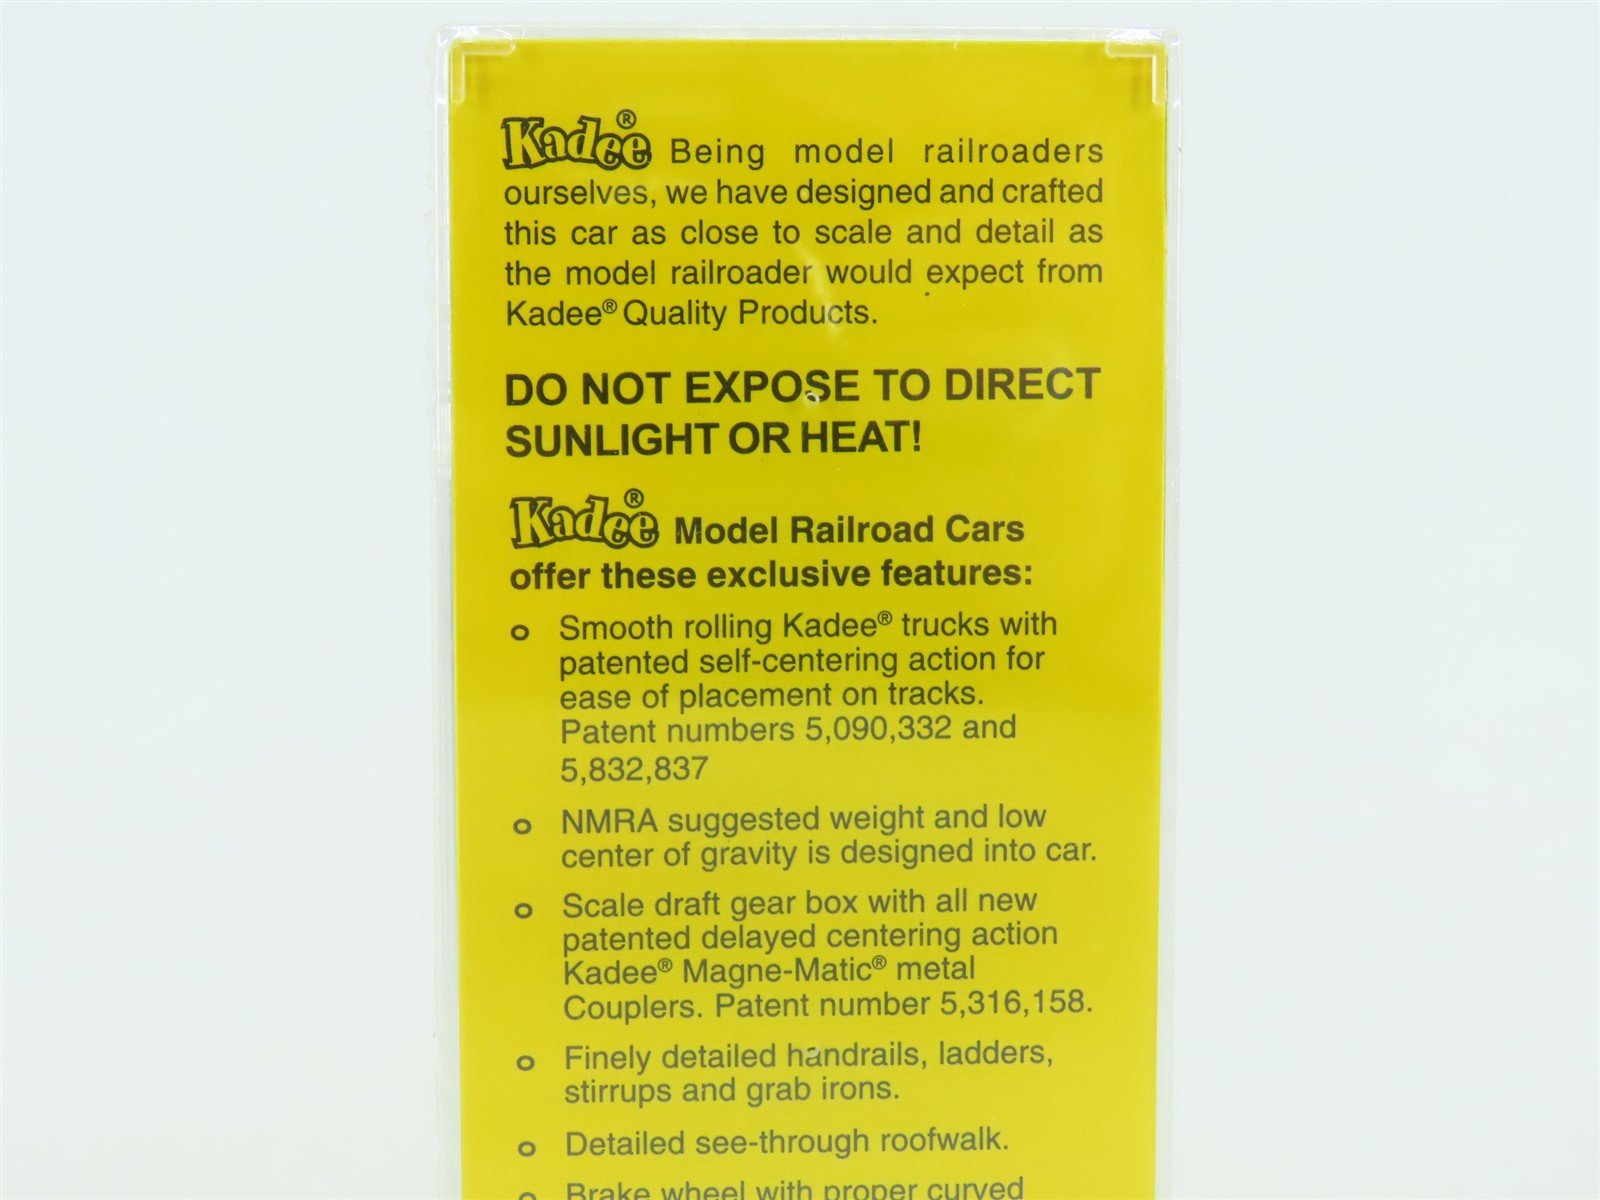 Kadee® Being model railroaders
ourselves, we have designed and crafted
this car as close to scale and detail as
the model railroader would expect from
Kadee® Quality Products.
DO NOT EXPOSE TO DIRECT
SUNLIGHT OR HEAT!
Kadee® Model Railroad Cars
offer these exclusive features:
o Smooth rolling Kadee® trucks with
patented self-centering action for
ease of placement on tracks.
Patent numbers 5,090,332 and
5,832,837
o NMRA suggested weight and low
center of gravity is designed into car.
o Scale draft gear box with all new
patented delayed centering action
Kadee® Magne-Matic® metal
Couplers. Patent number 5,316,158.
o Finely detailed handrails, ladders,
stirrups and grab irons.
o Detailed see-through roofwalk.
o Brake wheel with proper curved